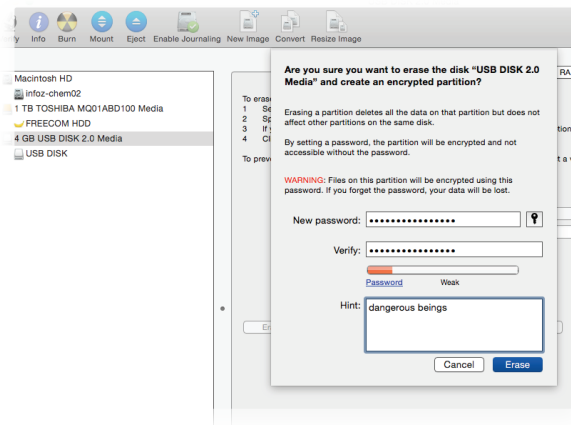 Info Burn Mount Eject Enable Journaling New Image Convert Resize Image
Macintosh HD
infoz-chem02
1 TB TOSHIBA MQ01ABD100 Media
FREECOM HDD
4 GB USB DISK 2.0 Media
USB DISK
RA
To eras
1 Se
2 Sp
3 If
4 Cl
To prev
Are you sure you want to erase the disk “USB DISK 2.0
Media” and create an encrypted partition?
Erasing a partition deletes all the data on that partition but does not
affect other partitions on the same disk.
By setting a password, the partition will be encrypted and not
accessible without the password.
WARNING: Files on this partition will be encrypted using this
password. If you forget the password, your data will be lost.
New password: ••••••••••••••••
Verify: ••••••••••••••••
Password Weak
Hint: dangerous beings
Cancel Erase